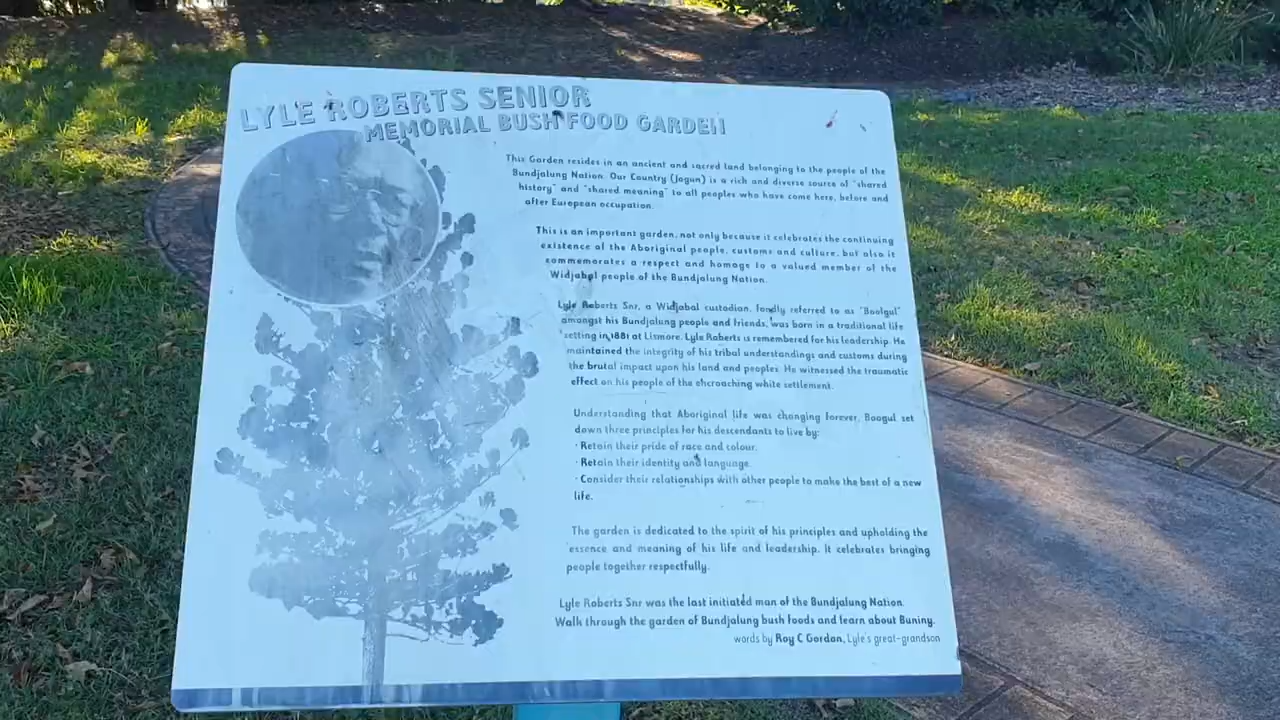 LYLE ROBERTS SENIOR
MEMORIAL BUSH FOOD GARDEN
This Garden resides in an ancient and sacred land belonging to the people of the
Bundjalung Nation. Our Country (Jagun) is a rich and diverse source of "shared
history" and "shared meaning" to all peoples who have come here, before and
after European occupation.
This is an important garden, not only because it celebrates the continuing
existence of the Aboriginal people, customs and culture, but also it
commemorates a respect and homage to a valued member of the
Widjabal people of the Bundjalung Nation.
Lyle Roberts Snr, a Widjabal custodian, fondly referred to as "Boogul"
amongst his Bundjalung people and friends, was born in a traditional life
setting in 1881 at Lismore. Lyle Roberts is remembered for his leadership. He
maintained the integrity of his tribal understandings and customs during
the brutal impact upon his land and peoples. He witnessed the traumatic
effect on his people of the encroaching white settlement.
Understanding that Aboriginal life was changing forever, Boogul set
down three principles for his descendants to live by:
· Retain their pride of race and colour.
· Retain their identity and language.
· Consider their relationships with other people to make the best of a new
life.
The garden is dedicated to the spirit of his principles and upholding the
essence and meaning of his life and leadership. It celebrates bringing
people together respectfully.
Lyle Roberts Snr was the last initiated man of the Bundjalung Nation.
Walk through the garden of Bundjalung bush foods and learn about Buniny.
words by Roy C Gordon, Lyle's great-grandson